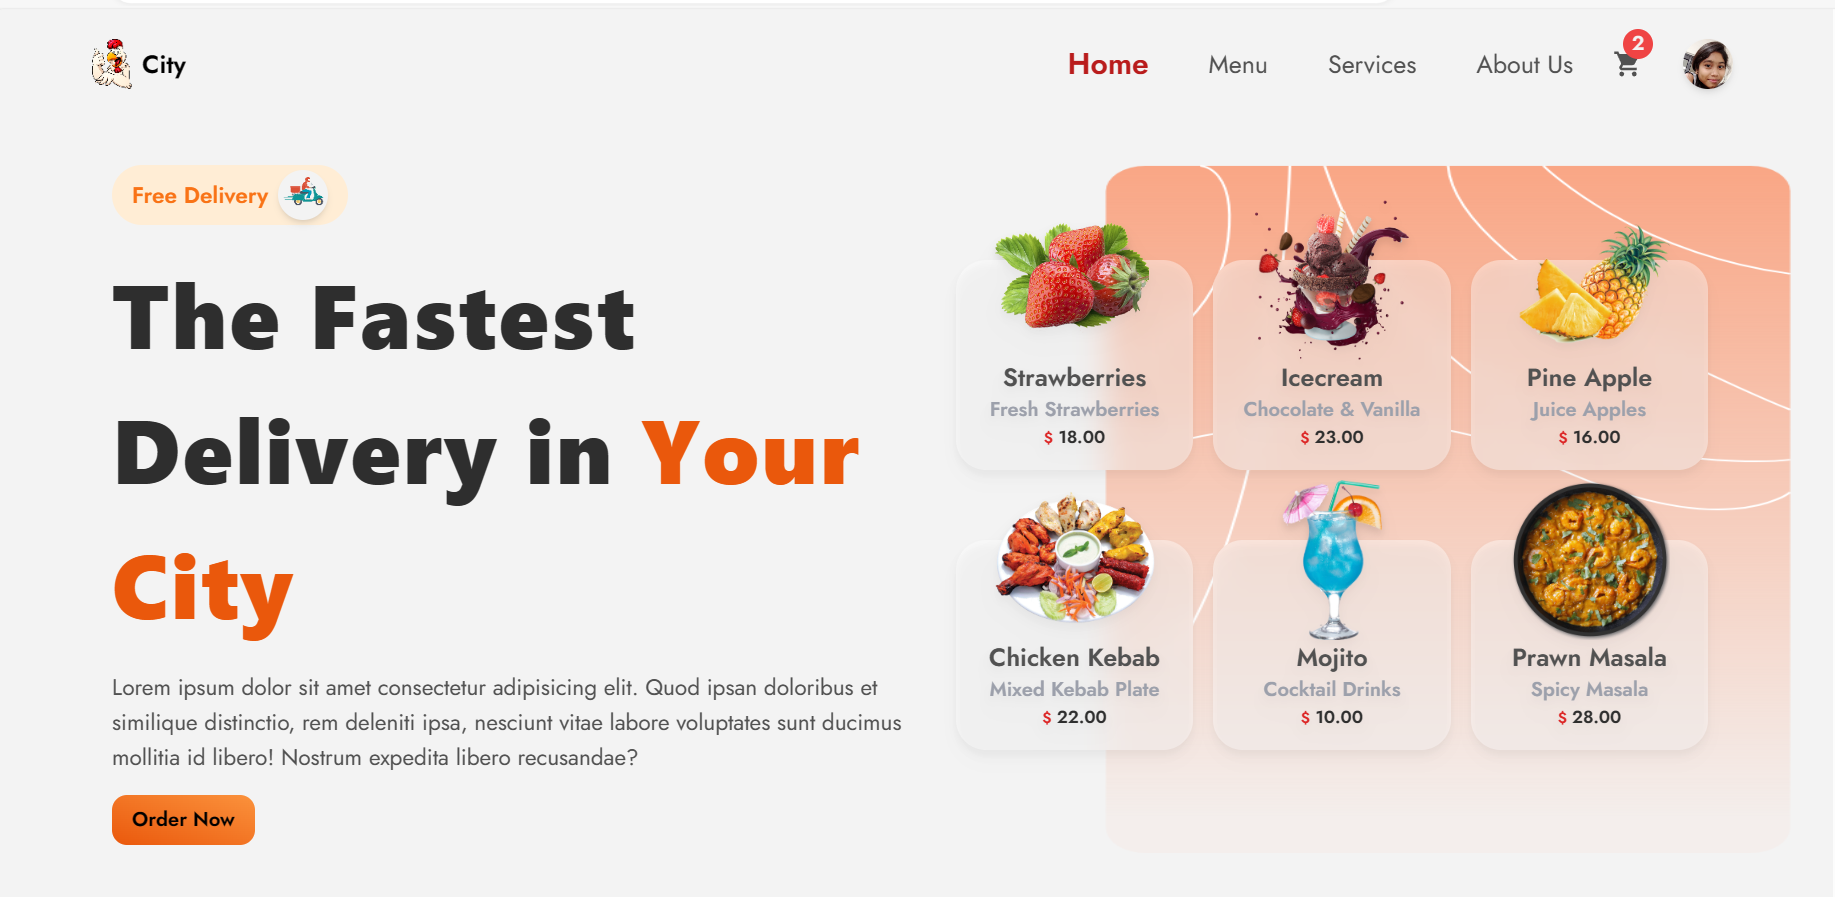 City
Home
Menu
Services
About Us
2
Free Delivery
The Fastest
Delivery in Your
City
Lorem ipsum dolor sit amet consectetur adipisicing elit. Quod ipsan doloribus et
similique distinctio, rem deleniti ipsa, nesciunt vitae labore voluptates sunt ducimus
mollitia id libero! Nostrum expedita libero recusandae?
Order Now
Strawberries
Fresh Strawberries
$ 18.00
Icecream
Chocolate & Vanilla
$ 23.00
Pine Apple
Juice Apples
$ 16.00
Chicken Kebab
Mixed Kebab Plate
$ 22.00
Mojito
Cocktail Drinks
$ 10.00
Prawn Masala
Spicy Masala
$ 28.00